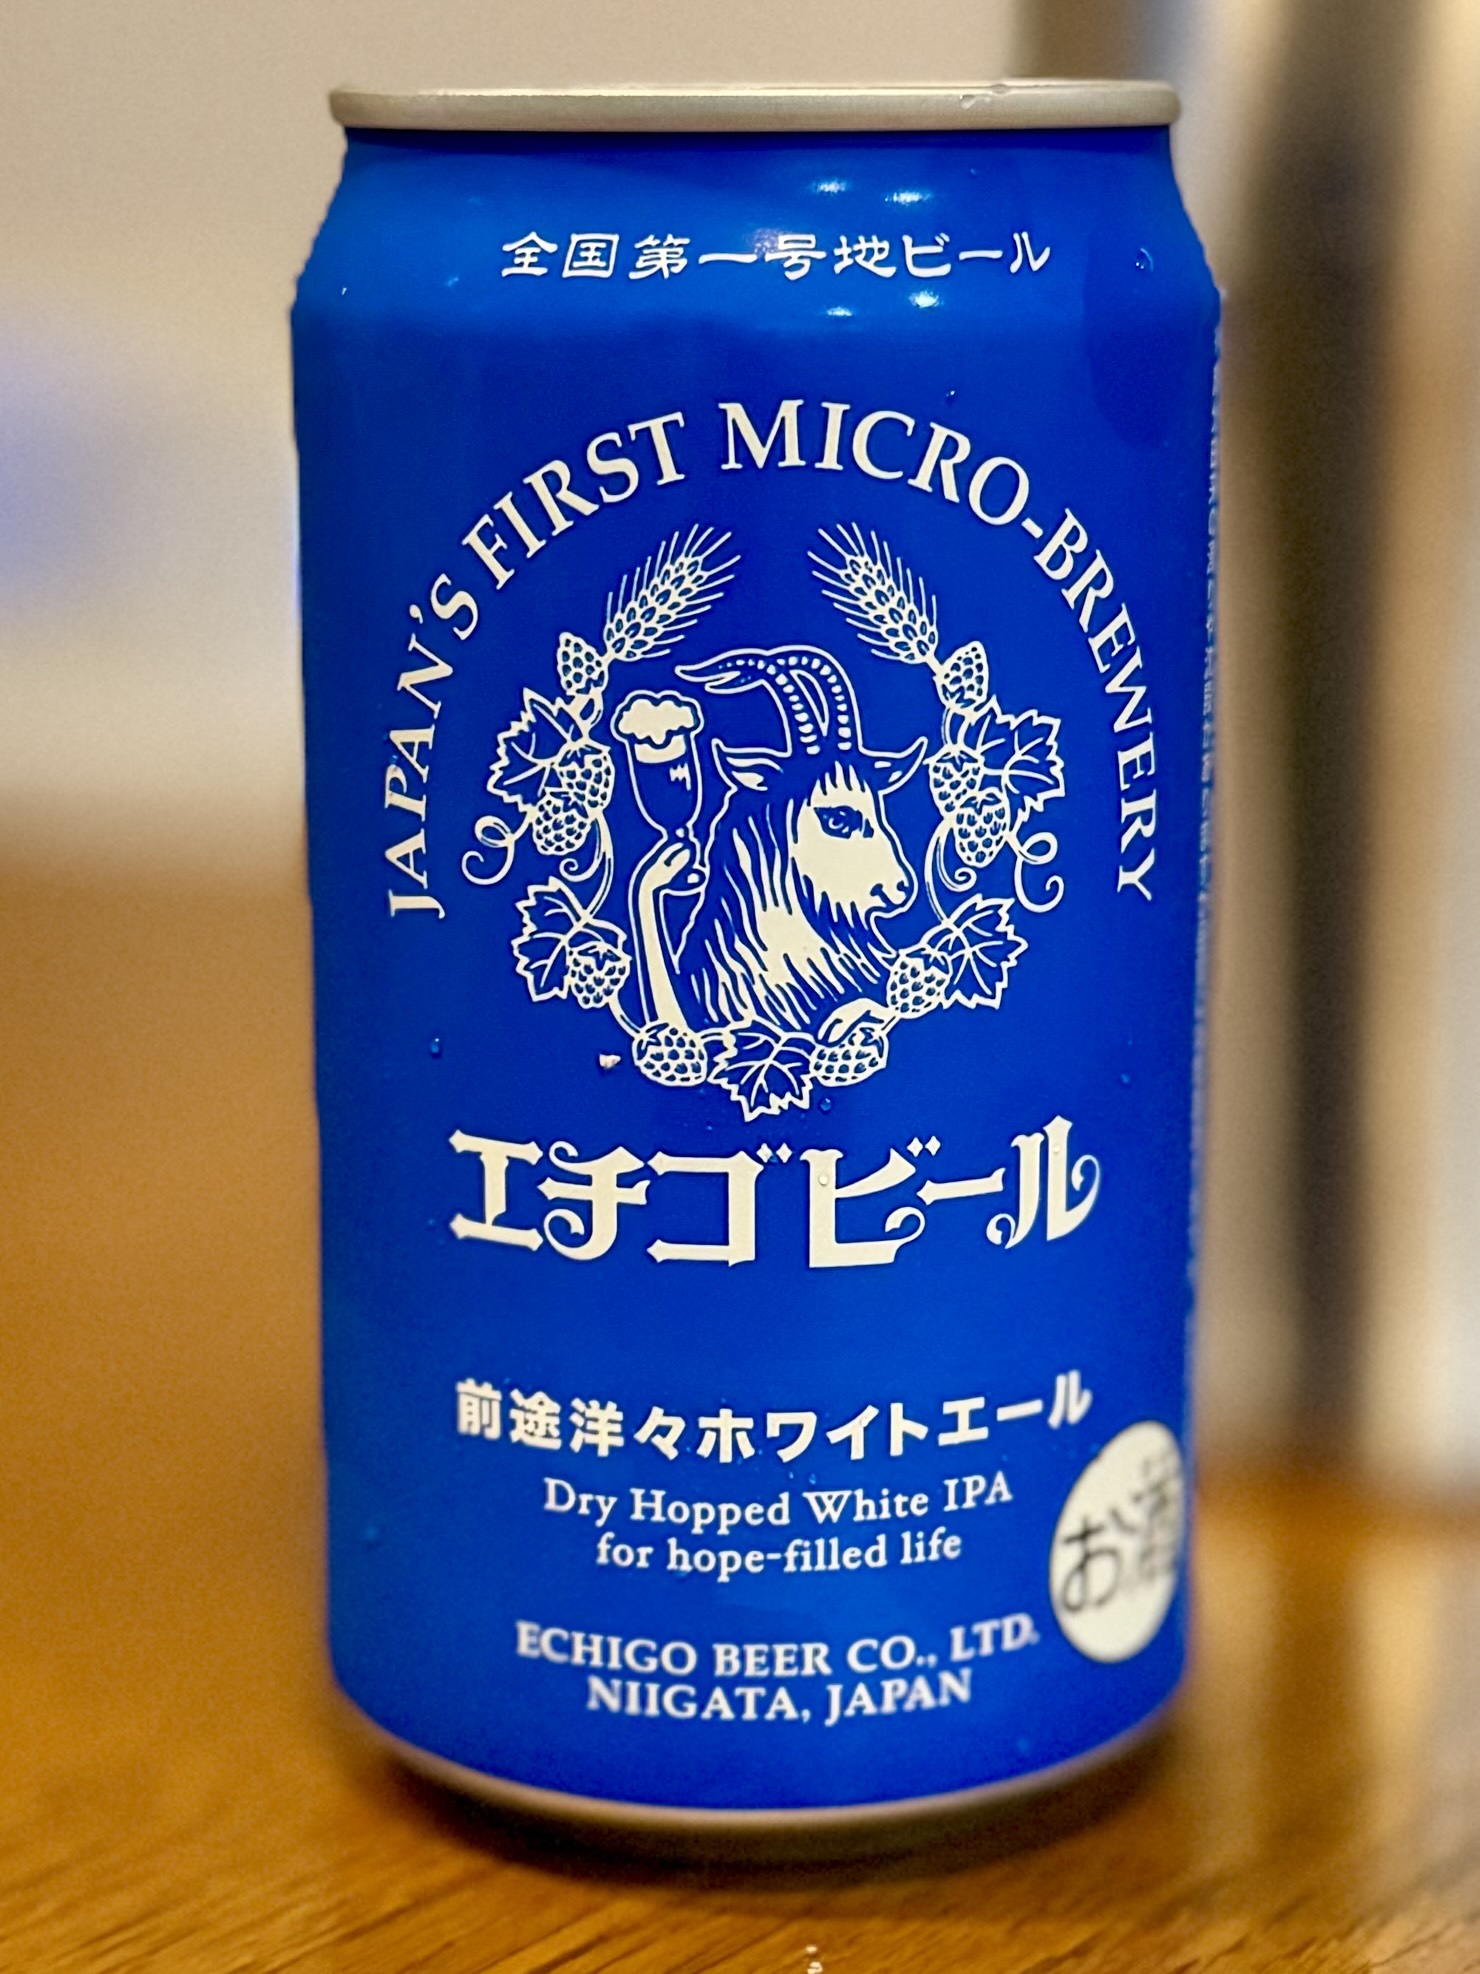 全国第一号地ビール
JAPAN'S FIRST MICRO-BREWERY
エチゴビール
前途洋々ホワイトエール
Dry Hopped White IPA
for hope-filled life
お酒
ECHIGO BEER CO., LTD.
NIIGATA, JAPAN